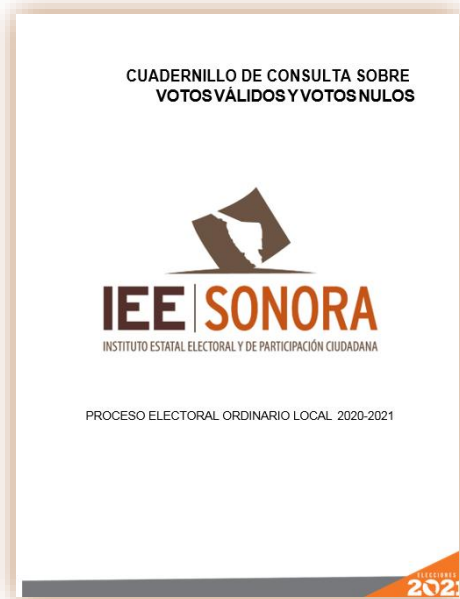 CUADERNILLO DE CONSULTA SOBRE
VOTOS VÁLIDOS Y VOTOS NULOS
IEE SONORA
INSTITUTO ESTATAL ELECTORAL Y DE PARTICIPACIÓN CIUDADANA
PROCESO ELECTORAL ORDINARIO LOCAL 2020-2021
ELECCIONES
2021